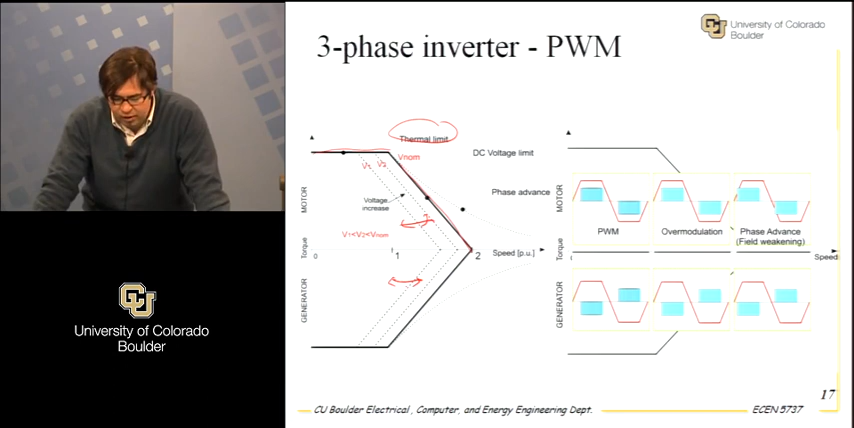 3-phase inverter - PWM
University of Colorado
Boulder
Thermal limit
Vnom
DC Voltage limit
V1 V2
Phase advance
Voltage
increase
MOTOR
V1<V2<Vnom
Torque
0
1
2
Speed [p.u.]
GENERATOR
MOTOR
PWM
Overmodulation
Phase Advance
(Field weakening)
Torque
Speed
GENERATOR
University of Colorado
Boulder
17
CU Boulder Electrical, Computer, and Energy Engineering Dept.
ECEN 5737